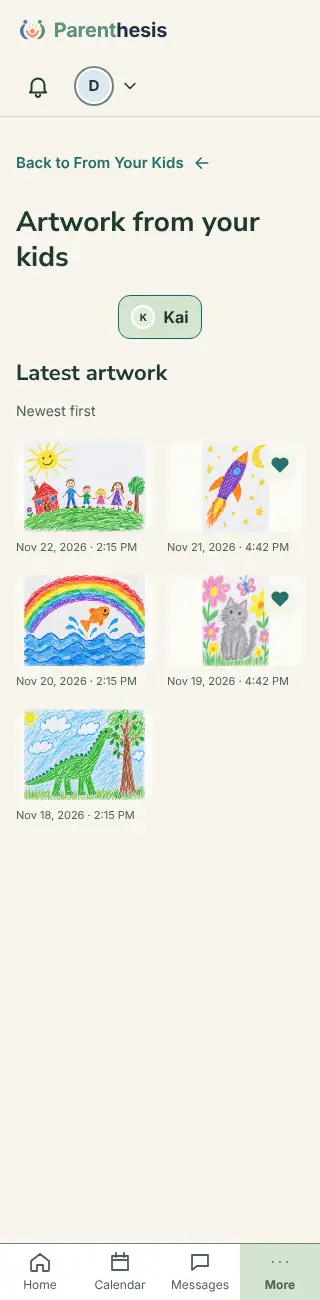 Parenthesis
D
Back to From Your Kids ←
Artwork from your
kids
K Kai
Latest artwork
Newest first
Nov 22, 2026 · 2:15 PM
Nov 21, 2026 · 4:42 PM
Nov 20, 2026 · 2:15 PM
Nov 19, 2026 · 4:42 PM
Nov 18, 2026 · 2:15 PM
Home
Calendar
Messages
More